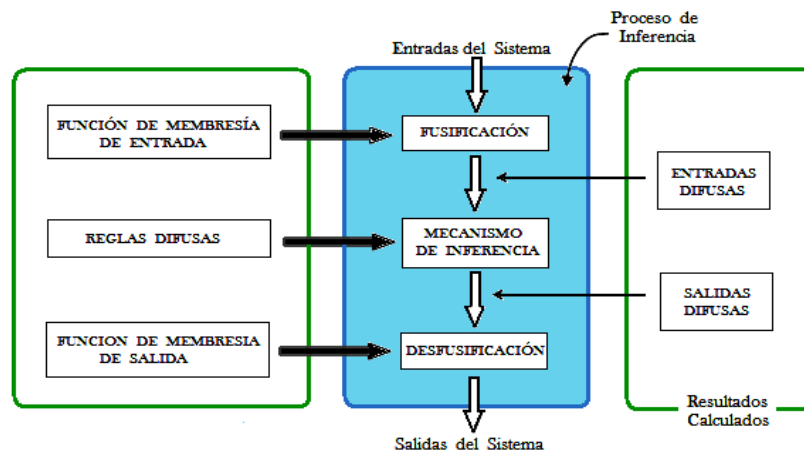 Proceso de
Inferencia
Entradas del Sistema
FUNCIÓN DE MEMBRESÍA
DE ENTRADA
FUSIFICACIÓN
ENTRADAS
DIFUSAS
REGLAS DIFUSAS
MECANISMO
DE INFERENCIA
SALIDAS
DIFUSAS
FUNCION DE MEMBRESIA
DE SALIDA
DESFUSIFICACIÓN
Resultados
Calculados
Salidas del Sistema